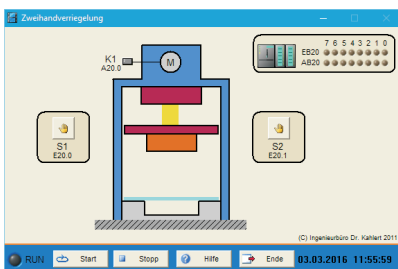 Zweihandverriegelung
7 6 5 4 3 2 1 0
EB20
AB20
K1
A20.0
M
S1
E20.0
S2
E20.1
(C) Ingenieurbüro Dr. Kahlert 2011
RUN Start Stopp Hilfe Ende 03.03.2016 11:55:59